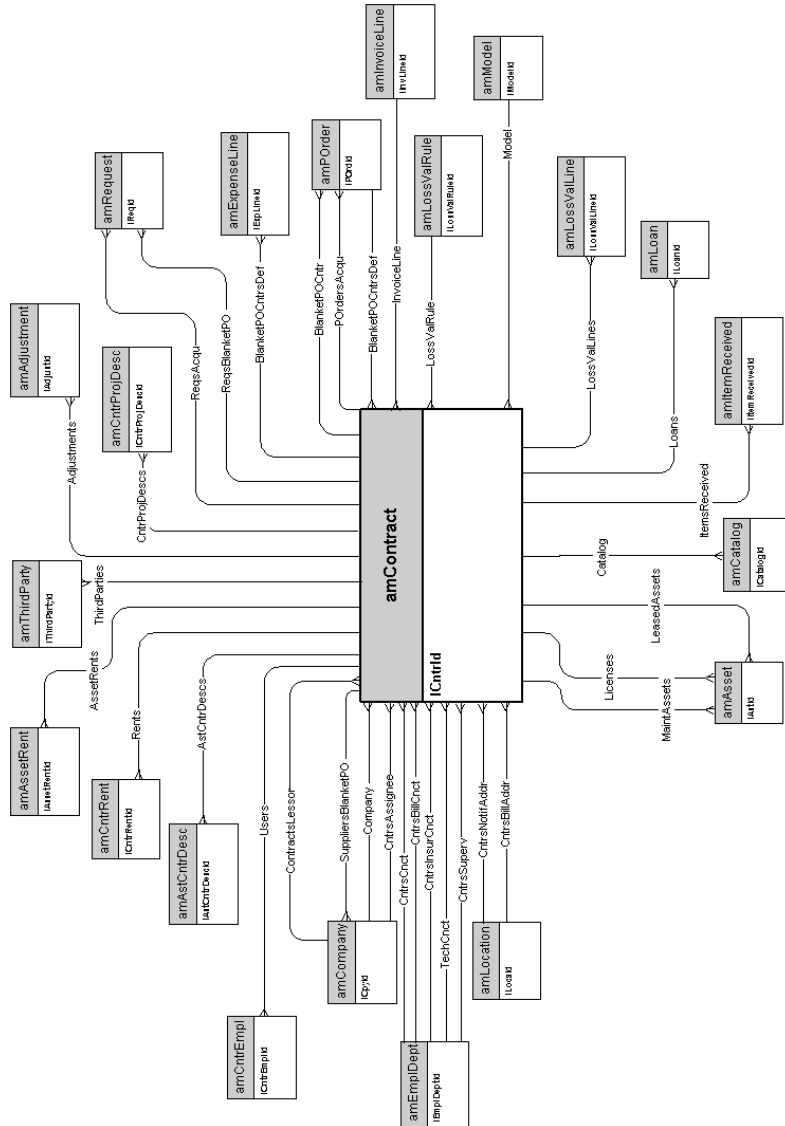 amEmplDept
lEmplDeptId
amCntrEmpl
lCntrEmplId
amCompany
lCpyId
amLocation
lLocaId
amAstCntrDesc
lAstCntrDescId
amCntrRent
lCntrRentId
amAssetRent
lAssetRentId
amThirdParty
lThirdPartyId
amAdjustment
lAdjustId
amCntrProjDesc
lCntrProjDescId
amRequest
lReqId
amExpenseLine
lExpLineId
amPOrder
lPOrdId
amInvoiceLine
lInvLineId
amLossValRule
lLossValRuleId
amModel
lModelId
amLossValLine
lLossValLineId
amLoan
lLoanId
amItemReceived
lItemReceivedId
amCatalog
lCatalogId
amAsset
lAstId
amContract
lCntrId
Users
ContractsLessor
SuppliersBlanketPO
Company
CntrsAssignee
CntrsCnct
CntrsBillCnct
CntrsInsurCnct
TechCnct
CntrsSuperv
CntrsNotifAddr
CntrsBillAddr
AstCntrDescs
Rents
AssetRents
ThirdParties
Adjustments
CntrProjDescs
ReqsAcqu
ReqsBlanketPO
BlanketPOCntrsDef
BlanketPOCntr
POrdersAcqu
BlanketPOCntrsDef
InvoiceLine
LossValRule
Model
LossValLines
Loans
ItemsReceived
Catalog
LeasedAssets
Licenses
MaintAssets